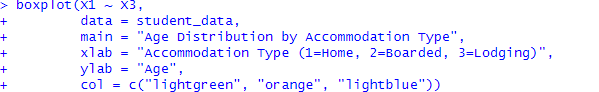 > boxplot(X1 ~ X3,
+         data = student_data,
+         main = "Age Distribution by Accommodation Type",
+         xlab = "Accommodation Type (1=Home, 2=Boarded, 3=Lodging)",
+         ylab = "Age",
+         col = c("lightgreen", "orange", "lightblue"))